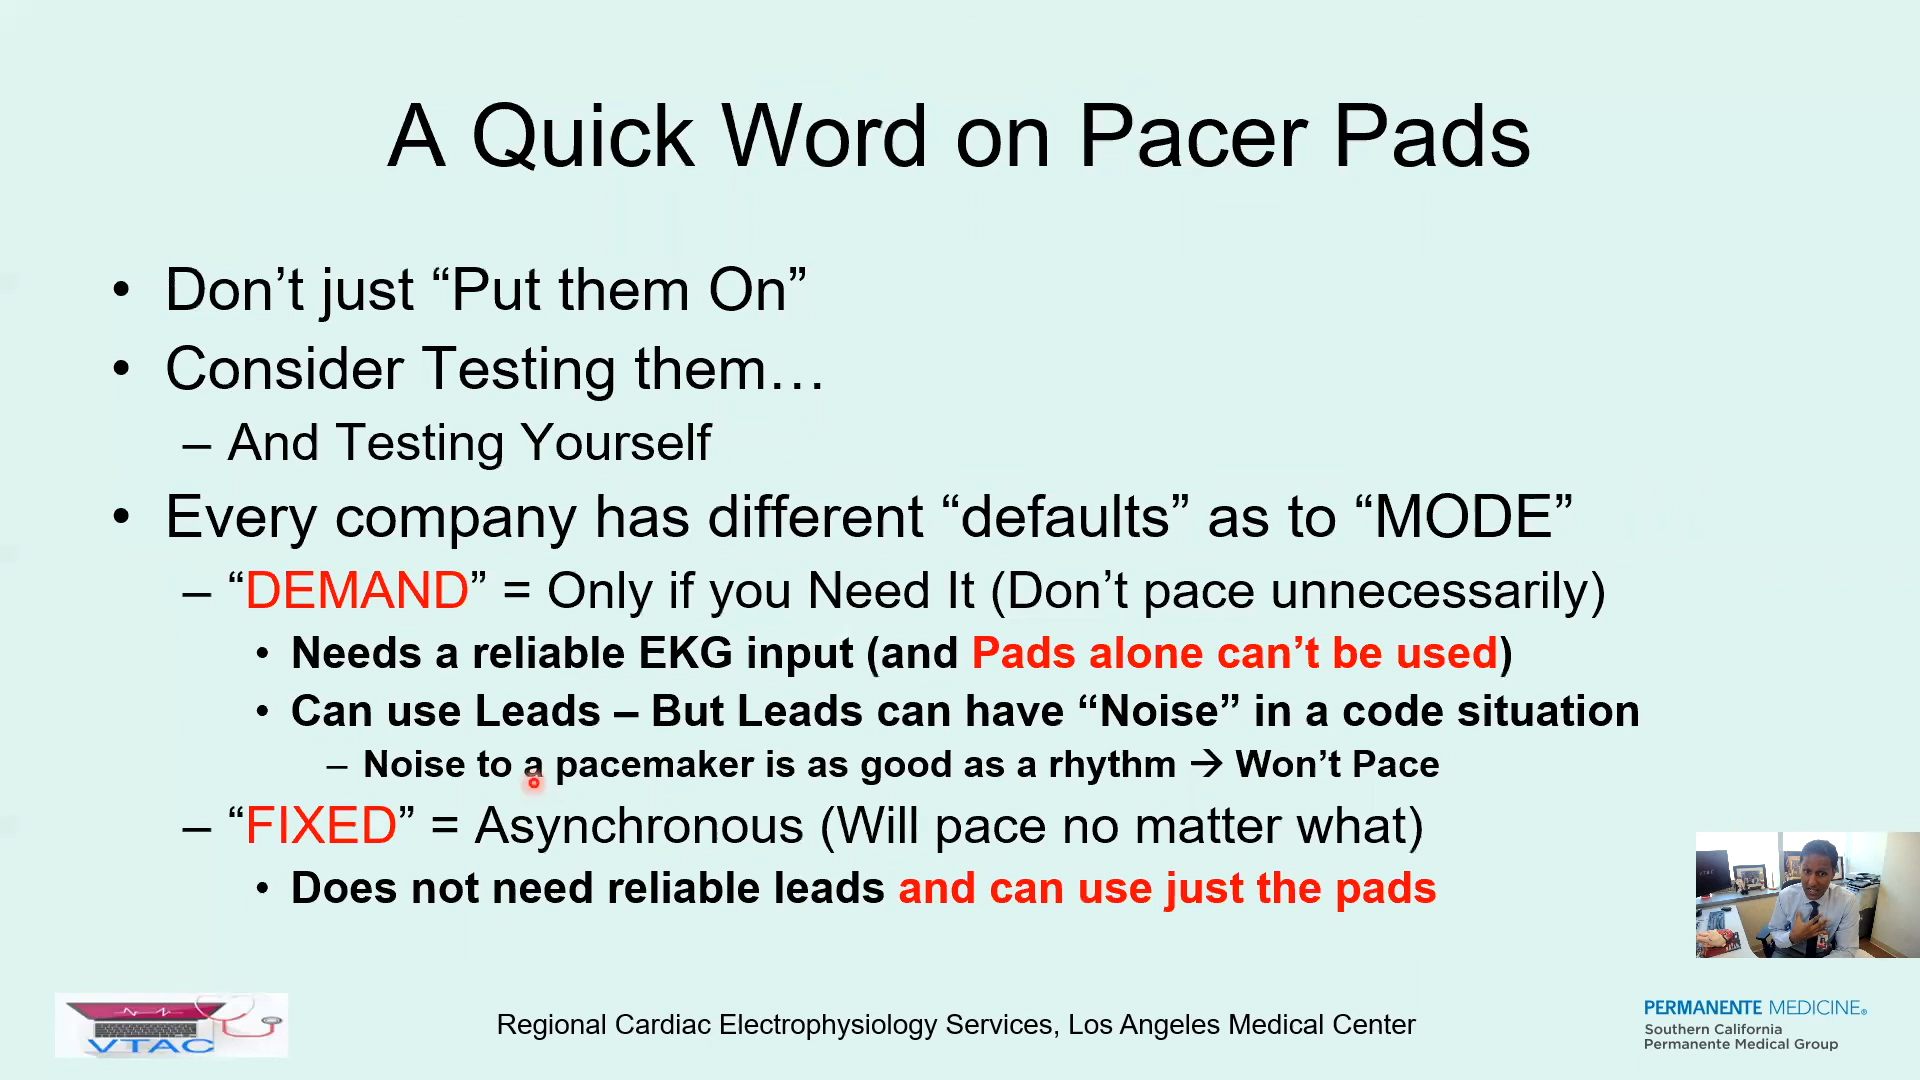 A Quick Word on Pacer Pads
• Don’t just “Put them On”
• Consider Testing them…
– And Testing Yourself
• Every company has different “defaults” as to “MODE”
– “DEMAND” = Only if you Need It (Don’t pace unnecessarily)
• Needs a reliable EKG input (and Pads alone can’t be used)
• Can use Leads – But Leads can have “Noise” in a code situation
– Noise to a pacemaker is as good as a rhythm → Won’t Pace
– “FIXED” = Asynchronous (Will pace no matter what)
• Does not need reliable leads and can use just the pads
VTAC
Regional Cardiac Electrophysiology Services, Los Angeles Medical Center
PERMANENTE MEDICINE®
Southern California
Permanente Medical Group